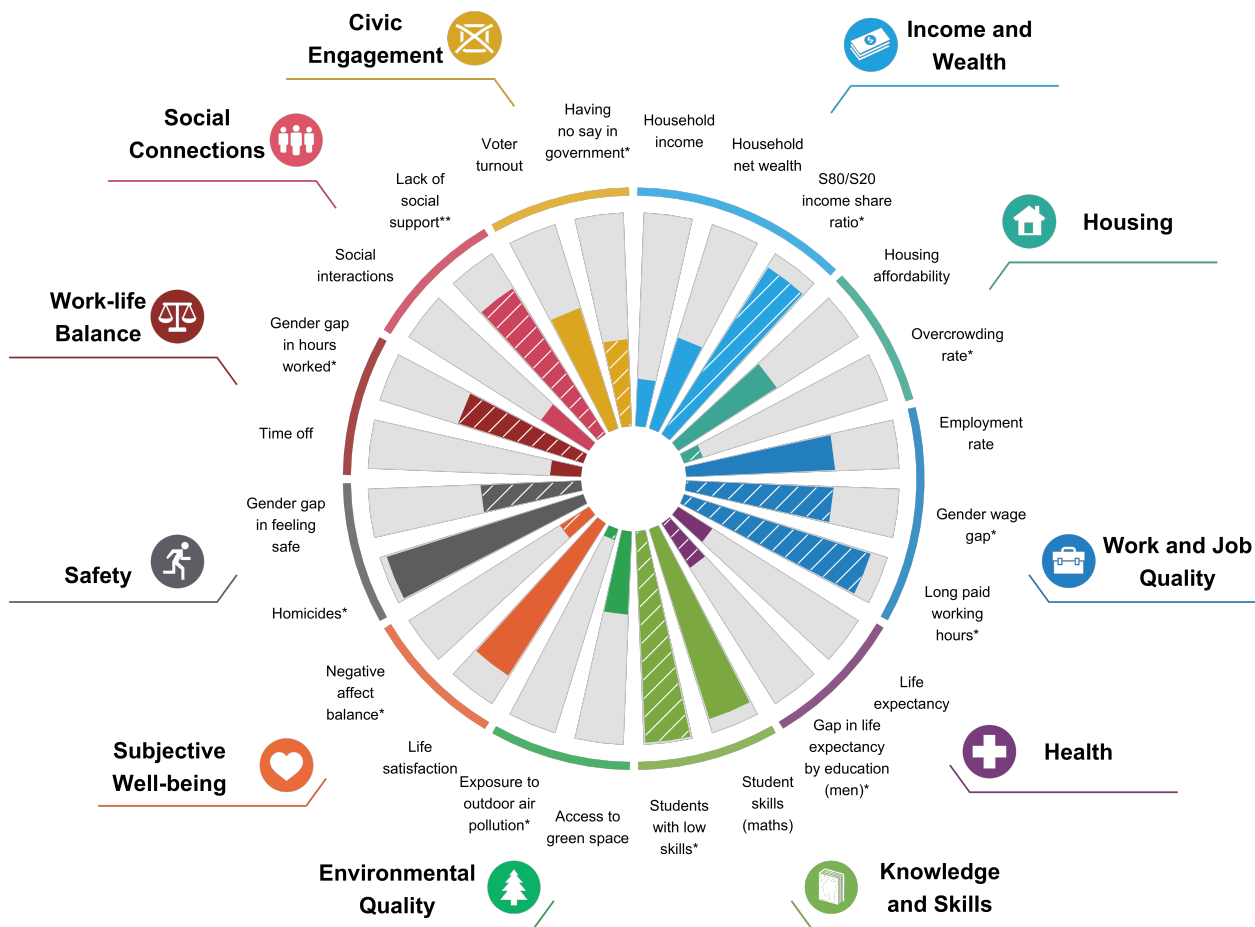 Civic
Engagement
Income and
Wealth
Social
Connections
Housing
Work-life
Balance
Work and Job
Quality
Safety
Health
Subjective
Well-being
Knowledge
and Skills
Environmental
Quality
Having
no say in
government*
Household
income
Household
net wealth
S80/S20
income share
ratio*
Housing
affordability
Overcrowding
rate*
Employment
rate
Gender wage
gap*
Long paid
working
hours*
Life
expectancy
Gap in life
expectancy
by education
(men)*
Student
skills
(maths)
Students
with low
skills*
Access to
green space
Exposure to
outdoor air
pollution*
Life
satisfaction
Negative
affect
balance*
Homicides*
Gender gap
in feeling
safe
Time off
Gender gap
in hours
worked*
Social
interactions
Lack of
social
support**
Voter
turnout
$